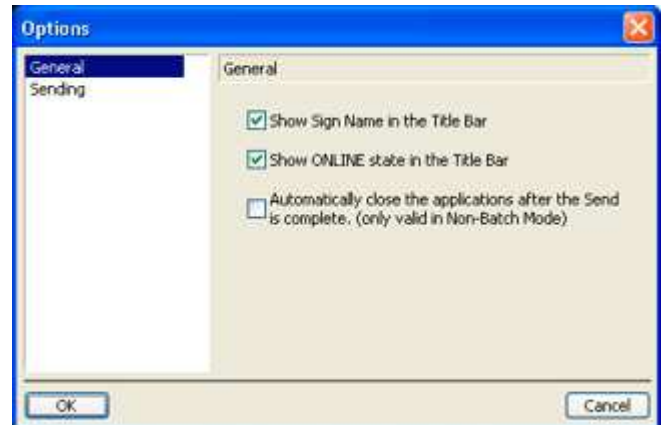 Options
General
Sending
General
Show Sign Name in the Title Bar
Show ONLINE state in the Title Bar
Automatically close the applications after the Send
is complete. (only valid in Non-Batch Mode)
OK
Cancel